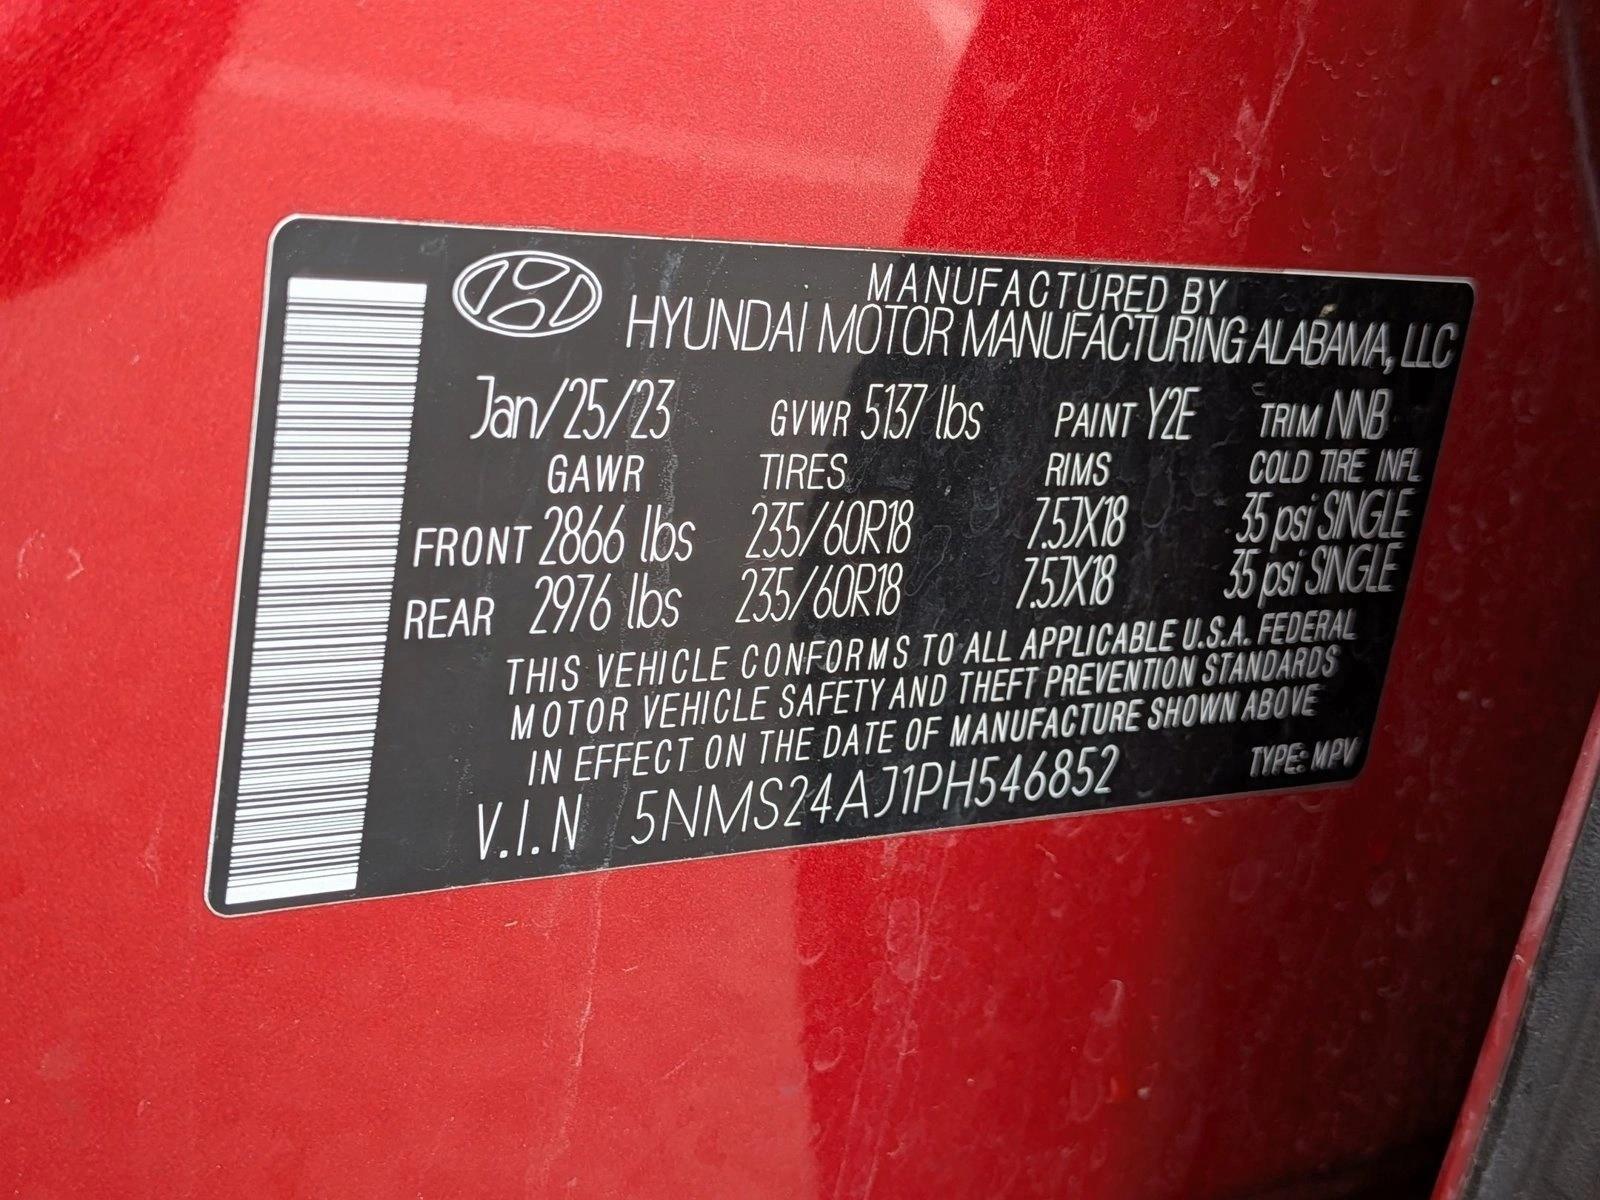 MANUFACTURED BY
HYUNDAI MOTOR MANUFACTURING ALABAMA, LLC
Jan/25/23 GVWR 5137 lbs PAINT Y2E TRIM NNB
GAWR TIRES RIMS COLD TIRE INFL
FRONT 2866 lbs 235/60R18 7.5JX18 35 psi SINGLE
REAR 2976 lbs 235/60R18 7.5JX18 35 psi SINGLE
THIS VEHICLE CONFORMS TO ALL APPLICABLE U.S.A. FEDERAL
MOTOR VEHICLE SAFETY AND THEFT PREVENTION STANDARDS
IN EFFECT ON THE DATE OF MANUFACTURE SHOWN ABOVE
V.I.N 5NMS24AJ1PH546852 TYPE: MPV